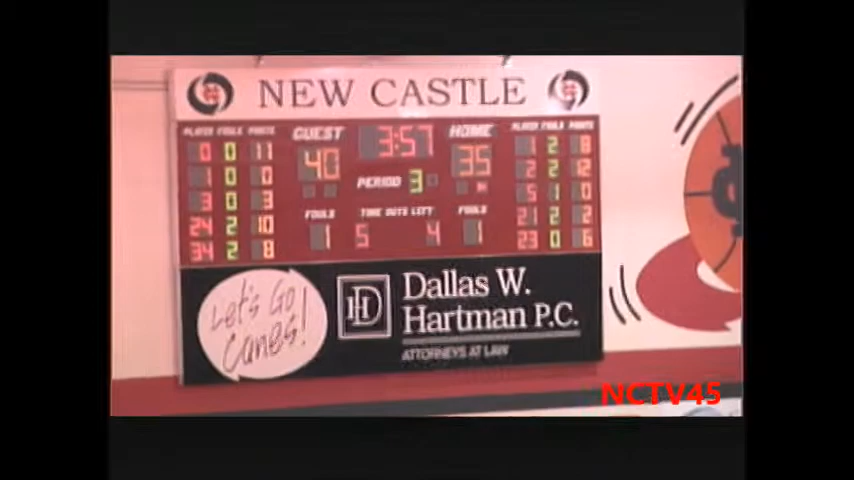 NEW CASTLE
PLAYER FOULS POINTS GUEST 3:57 HOME PLAYER FOULS POINTS
0 0 11 40 35 1 2 8
1 0 0 PERIOD 3 2 2 12
3 0 3 5 1 0
24 2 10 FOULS TIME OUTS LEFT FOULS 21 2 2
34 2 8 1 5 4 1 23 0 6
Let's Go Canes!
HD
Dallas W.
Hartman P.C.
ATTORNEYS AT LAW
NCTV45